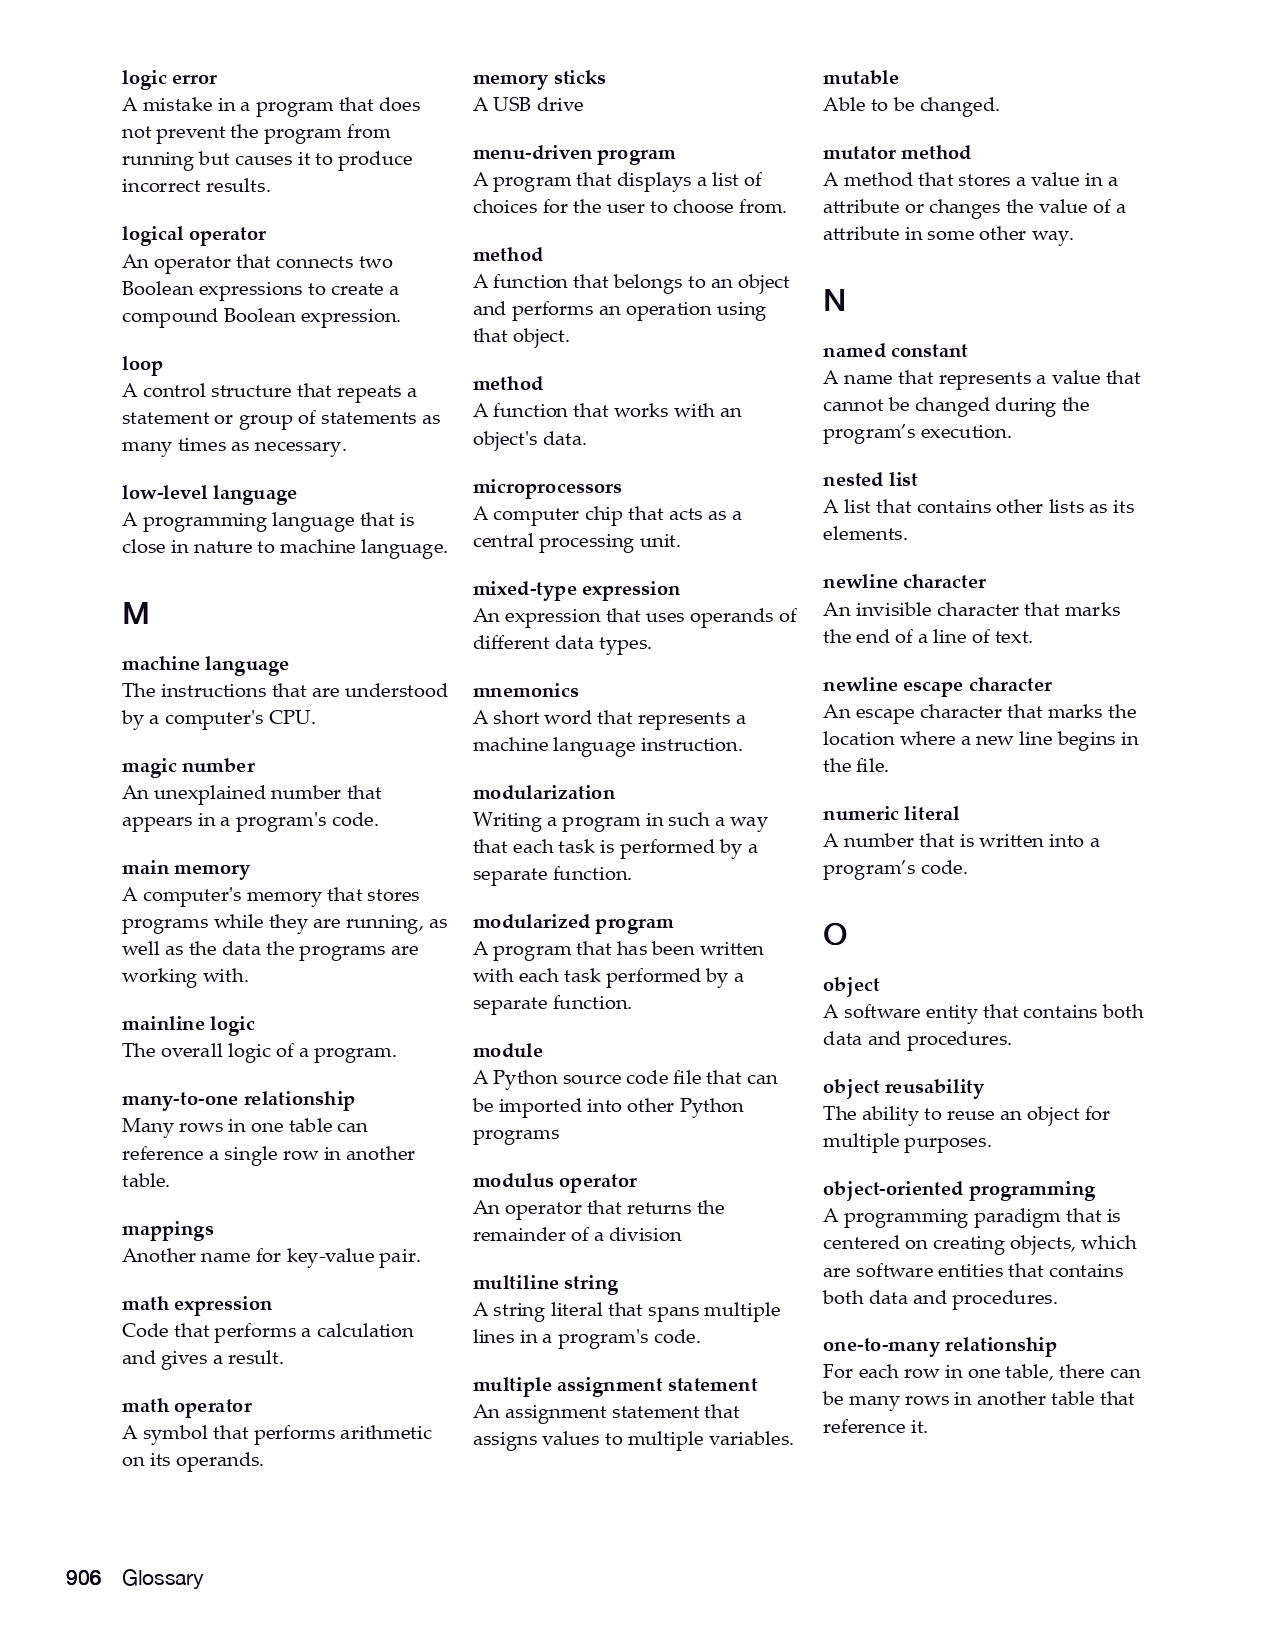 logic error
A mistake in a program that does
not prevent the program from
running but causes it to produce
incorrect results.
logical operator
An operator that connects two
Boolean expressions to create a
compound Boolean expression.
loop
A control structure that repeats a
statement or group of statements as
many times as necessary.
low-level language
A programming language that is
close in nature to machine language.
M
machine language
The instructions that are understood
by a computer's CPU.
magic number
An unexplained number that
appears in a program's code.
main memory
A computer's memory that stores
programs while they are running, as
well as the data the programs are
working with.
mainline logic
The overall logic of a program.
many-to-one relationship
Many rows in one table can
reference a single row in another
table.
mappings
Another name for key-value pair.
math expression
Code that performs a calculation
and gives a result.
math operator
A symbol that performs arithmetic
on its operands.
memory sticks
A USB drive
menu-driven program
A program that displays a list of
choices for the user to choose from.
method
A function that belongs to an object
and performs an operation using
that object.
method
A function that works with an
object's data.
microprocessors
A computer chip that acts as a
central processing unit.
mixed-type expression
An expression that uses operands of
different data types.
mnemonics
A short word that represents a
machine language instruction.
modularization
Writing a program in such a way
that each task is performed by a
separate function.
modularized program
A program that has been written
with each task performed by a
separate function.
module
A Python source code file that can
be imported into other Python
programs
modulus operator
An operator that returns the
remainder of a division
multiline string
A string literal that spans multiple
lines in a program's code.
multiple assignment statement
An assignment statement that
assigns values to multiple variables.
mutable
Able to be changed.
mutator method
A method that stores a value in a
attribute or changes the value of a
attribute in some other way.
N
named constant
A name that represents a value that
cannot be changed during the
program’s execution.
nested list
A list that contains other lists as its
elements.
newline character
An invisible character that marks
the end of a line of text.
newline escape character
An escape character that marks the
location where a new line begins in
the file.
numeric literal
A number that is written into a
program’s code.
O
object
A software entity that contains both
data and procedures.
object reusability
The ability to reuse an object for
multiple purposes.
object-oriented programming
A programming paradigm that is
centered on creating objects, which
are software entities that contains
both data and procedures.
one-to-many relationship
For each row in one table, there can
be many rows in another table that
reference it.
906 Glossary